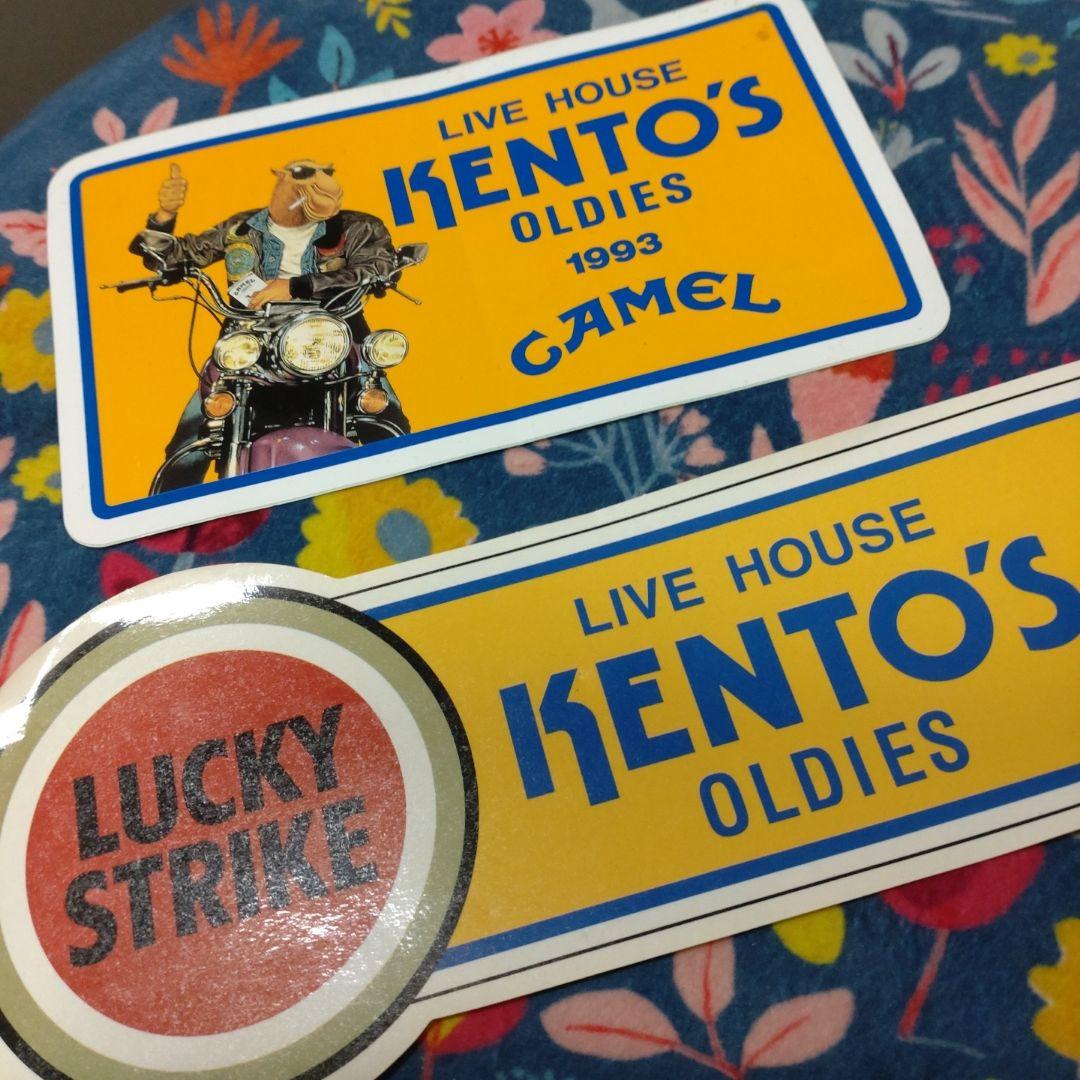 LIVE HOUSE
KENTO'S
OLDIES
1993
CAMEL
LIVE HOUSE
KENTO'S
OLDIES
LUCKY
STRIKE